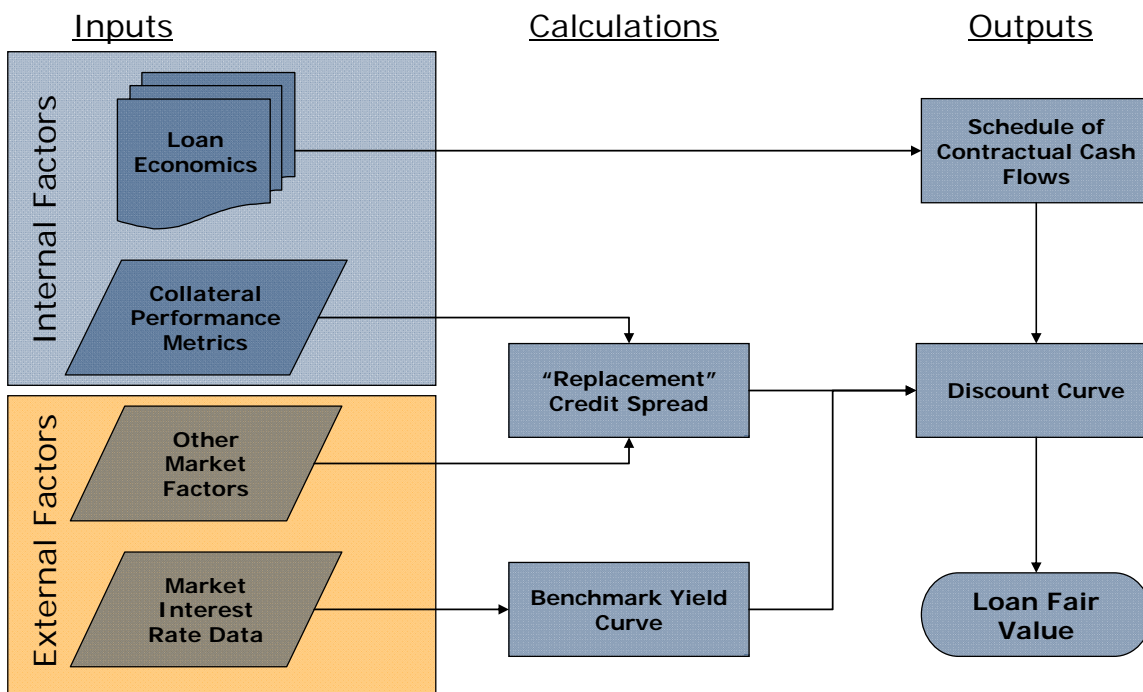 Inputs
Calculations
Outputs
Internal Factors
Loan
Economics
Schedule of
Contractual Cash
Flows
Collateral
Performance
Metrics
“Replacement”
Credit Spread
Discount Curve
External Factors
Other
Market
Factors
Market
Interest
Rate Data
Benchmark Yield
Curve
Loan Fair
Value